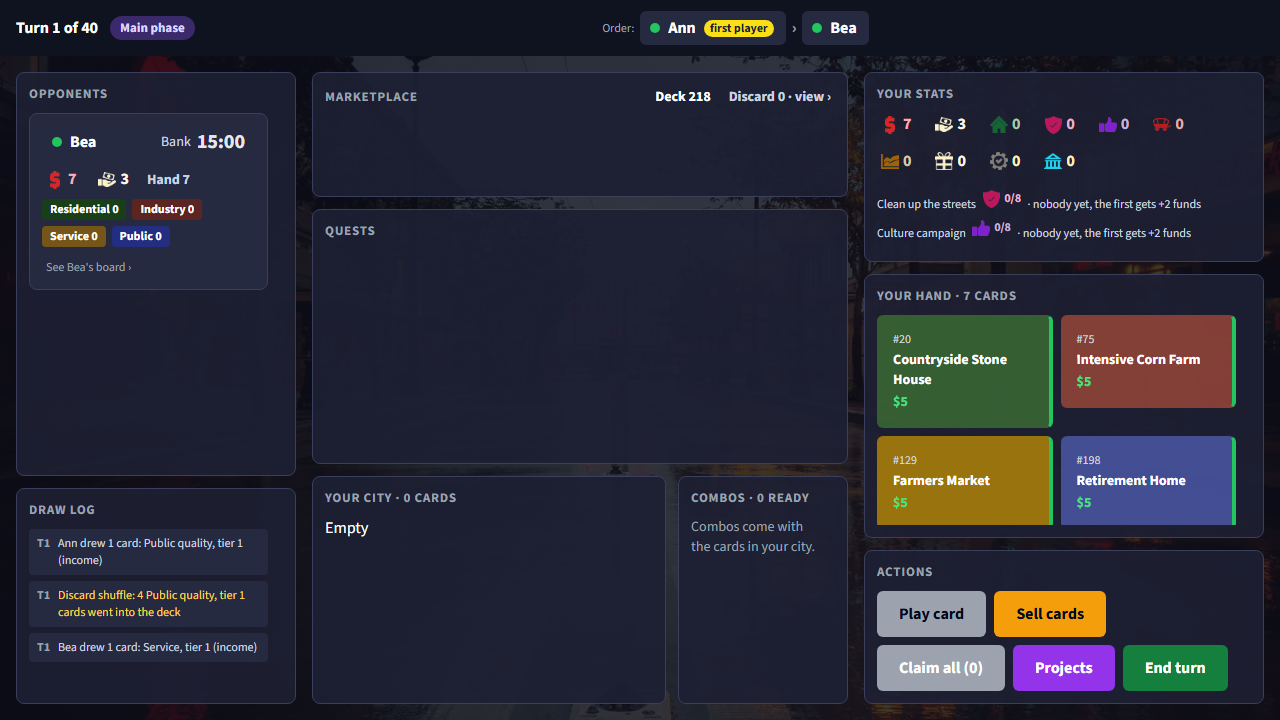 Turn 1 of 40 Main phase Order: Ann first player › Bea
OPPONENTS
Bea Bank 15:00
7 3 Hand 7
Residential 0 Industry 0
Service 0 Public 0
See Bea's board ›
DRAW LOG
T1 Ann drew 1 card: Public quality, tier 1
(income)
T1 Discard shuffle: 4 Public quality, tier 1
cards went into the deck
T1 Bea drew 1 card: Service, tier 1 (income)
MARKETPLACE Deck 218 Discard 0 · view ›
QUESTS
YOUR CITY · 0 CARDS
Empty
COMBOS · 0 READY
Combos come with
the cards in your city.
YOUR STATS
7 3 0 0 0 0
0 0 0 0
Clean up the streets 0/8 · nobody yet, the first gets +2 funds
Culture campaign 0/8 · nobody yet, the first gets +2 funds
YOUR HAND · 7 CARDS
#20
Countryside Stone
House
$5
#75
Intensive Corn Farm
$5
#129
Farmers Market
$5
#198
Retirement Home
$5
ACTIONS
Play card Sell cards
Claim all (0) Projects End turn